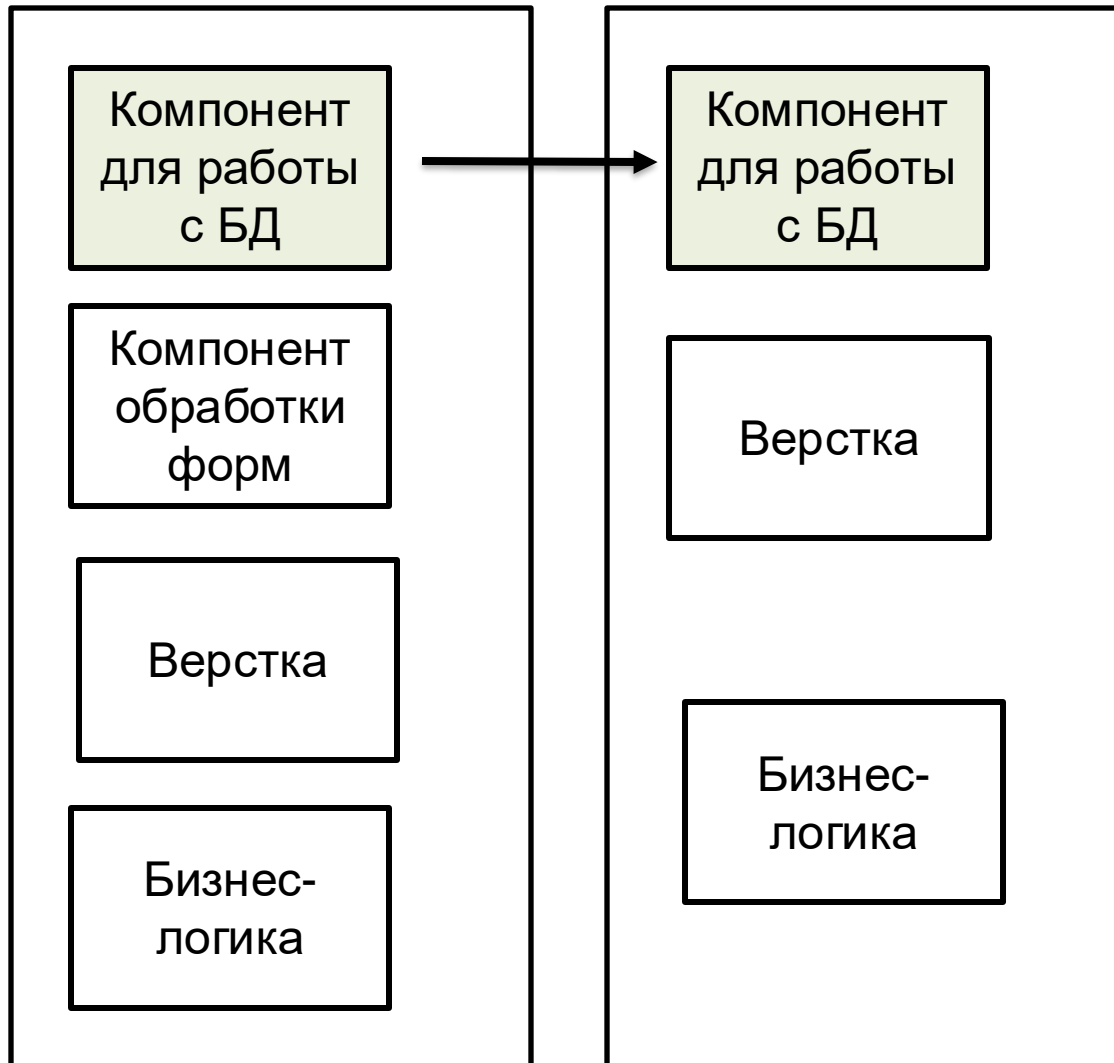 Компонент
для работы
с БД
Компонент
обработки
форм
Верстка
Бизнес-
логика
Компонент
для работы
с БД
Верстка
Бизнес-
логика